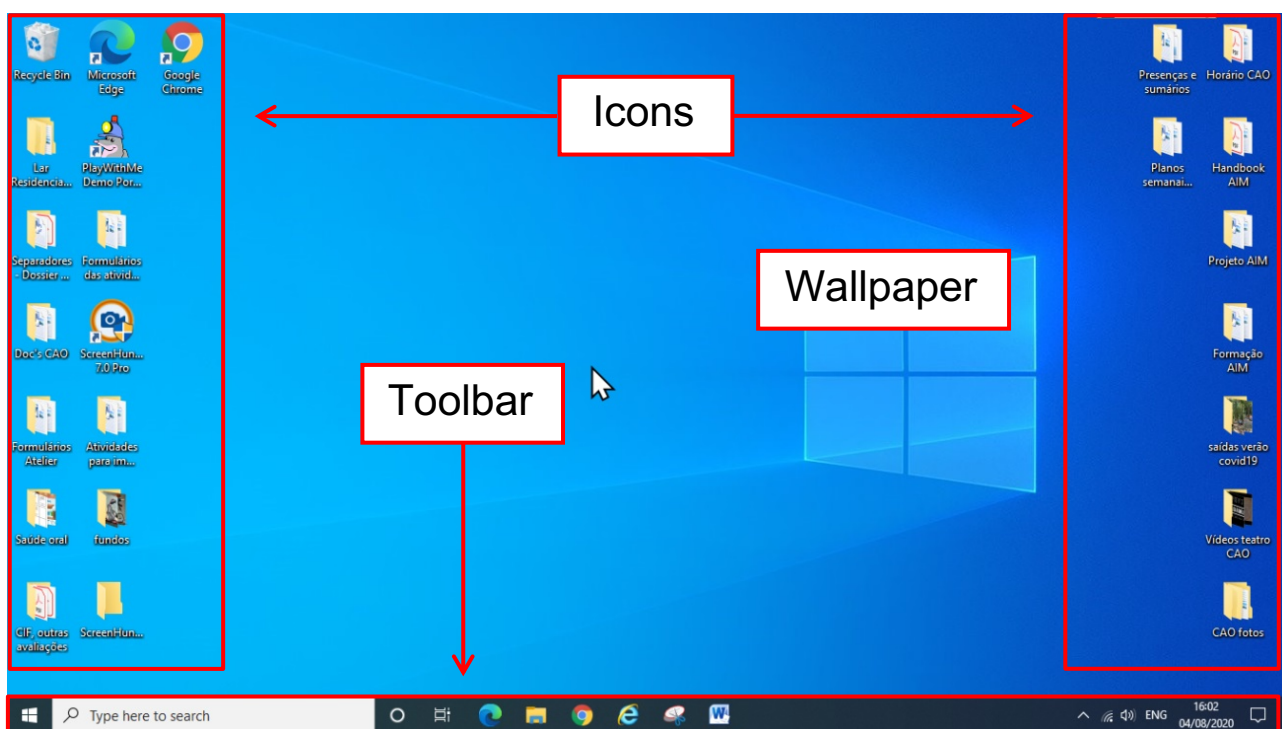 Recycle Bin
Microsoft
Edge
Google
Chrome
Lar
Residencia...
PlayWithMe
Demo Por...
Separadores
- Dossier ...
Formulários
das ativid...
Doc's CAO
ScreenHun...
7.0 Pro
Formulários
Atelier
Atividades
para im...
Saúde oral
fundos
CIF, outras
avaliações
ScreenHun...
Icons
Wallpaper
Toolbar
Presenças e
sumários
Horário CAO
Planos
semanai...
Handbook
AIM
Projeto AIM
Formação
AIM
saídas verão
covid19
Vídeos teatro
CAO
CAO fotos
Type here to search
ENG
16:02
04/08/2020